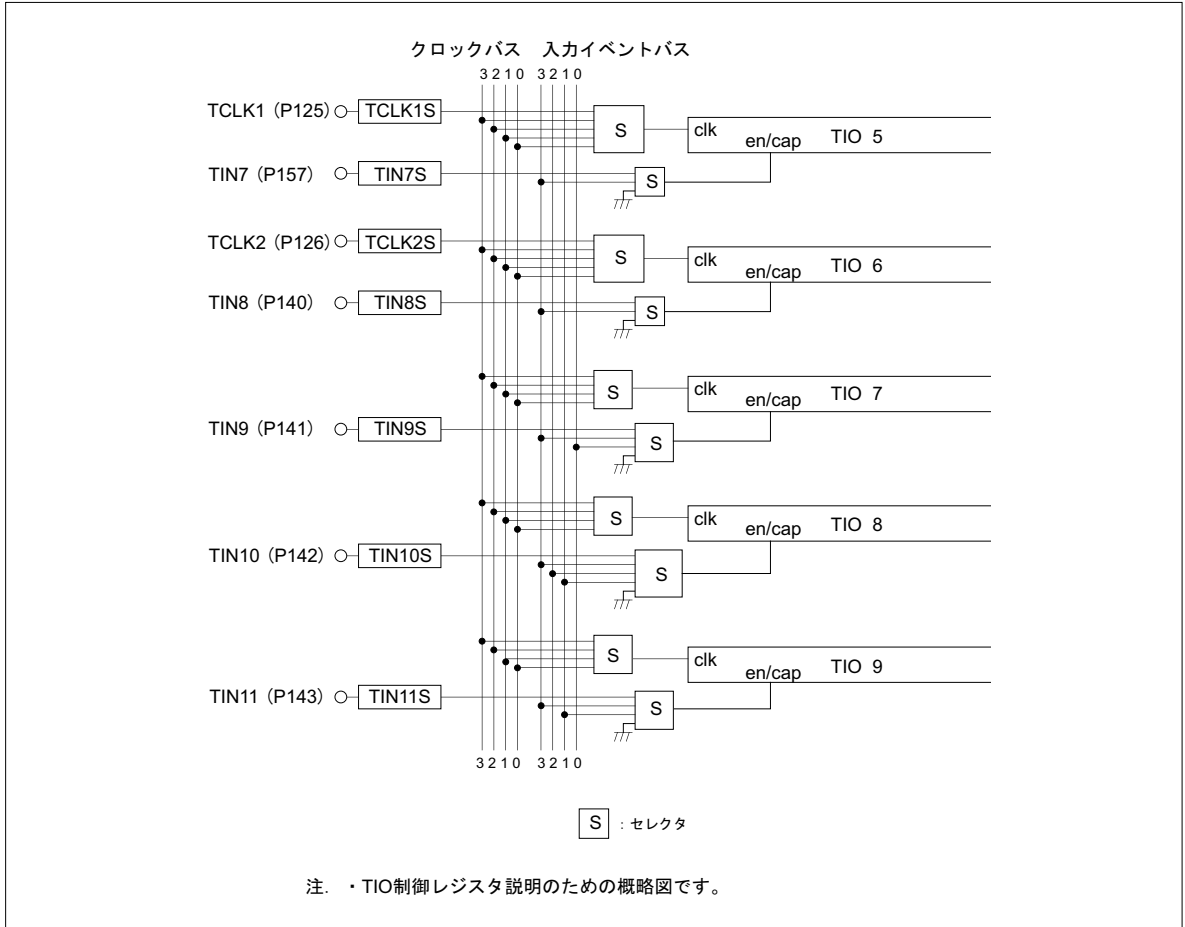 クロックバス 入力イベントバス
3 2 1 0 3 2 1 0
TCLK1 (P125) TCLK1S S clk en/cap TIO 5
TIN7 (P157) TIN7S S
TCLK2 (P126) TCLK2S S clk en/cap TIO 6
TIN8 (P140) TIN8S S
S clk en/cap TIO 7
TIN9 (P141) TIN9S S
S clk en/cap TIO 8
TIN10 (P142) TIN10S S
S clk en/cap TIO 9
TIN11 (P143) TIN11S S
3 2 1 0 3 2 1 0
S : セレクタ
注. ・TIO制御レジスタ説明のための概略図です。